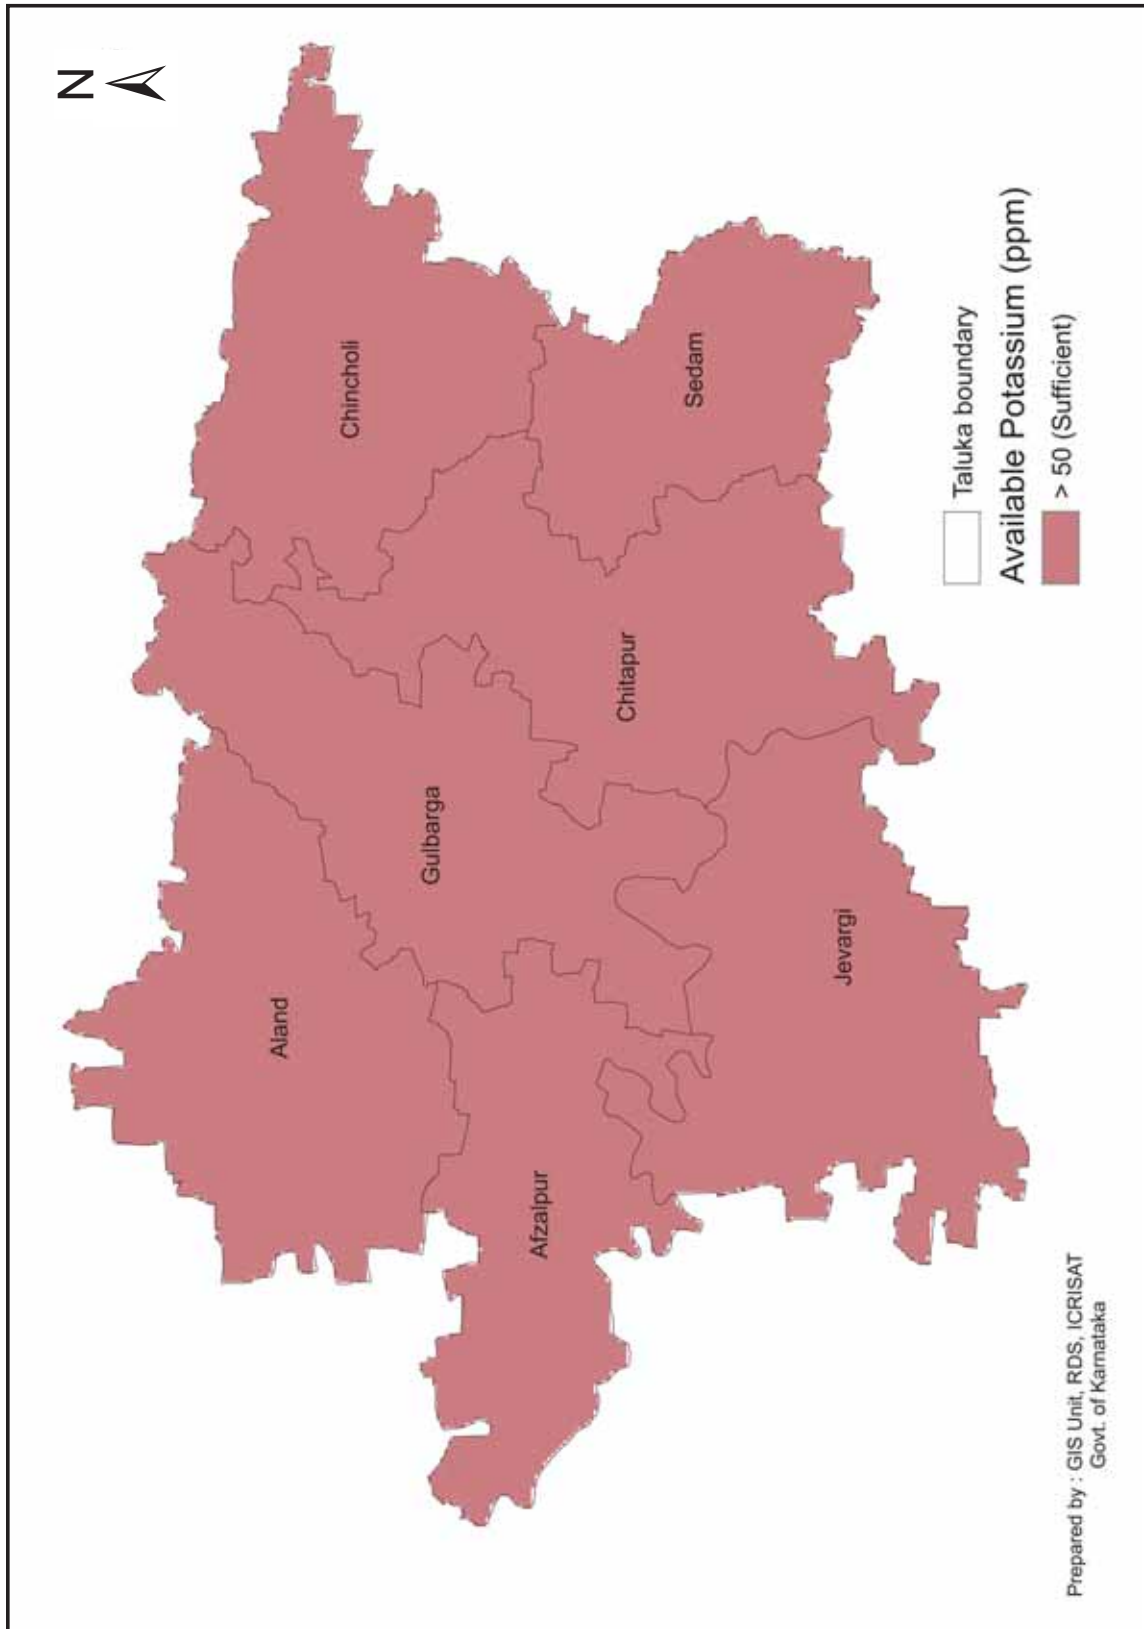 N
Chincholi
Aland
Gulbarga
Sedam
Afzalpur
Chitapur
Jevargi
Taluka boundary
Available Potassium (ppm)
> 50 (Sufficient)
Prepared by : GIS Unit, RDS, ICRISAT
Govt. of Karnataka